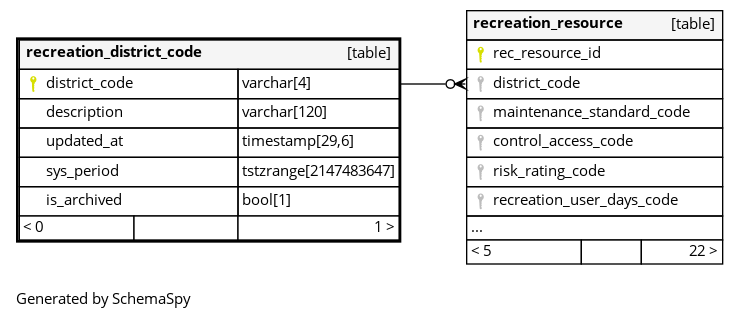 recreation_district_code [table]
district_code varchar[4]
description varchar[120]
updated_at timestamp[29,6]
sys_period tstzrange[2147483647]
is_archived bool[1]
< 0 1 >
recreation_resource [table]
rec_resource_id
district_code
maintenance_standard_code
control_access_code
risk_rating_code
recreation_user_days_code
...
< 5 22 >
Generated by SchemaSpy